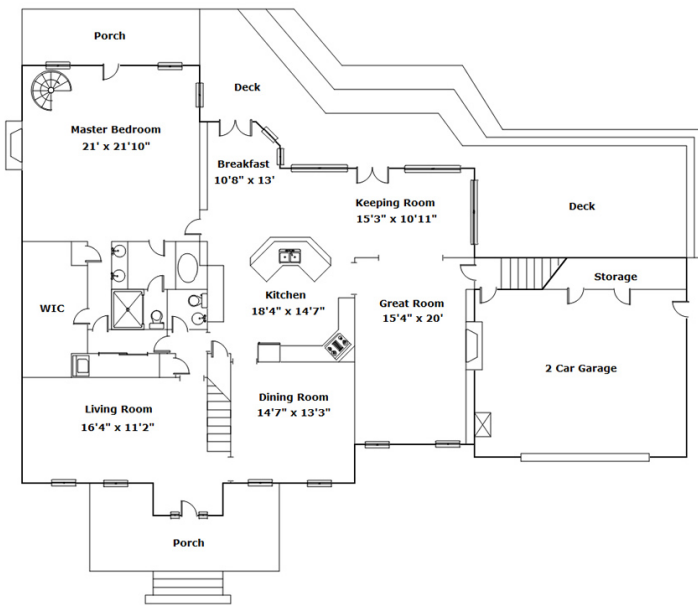 Porch
Deck
Master Bedroom
21' x 21'10"
Breakfast
10'8" x 13'
Keeping Room
15'3" x 10'11"
Deck
Storage
WIC
Kitchen
18'4" x 14'7"
Great Room
15'4" x 20'
2 Car Garage
Living Room
16'4" x 11'2"
Dining Room
14'7" x 13'3"
Porch